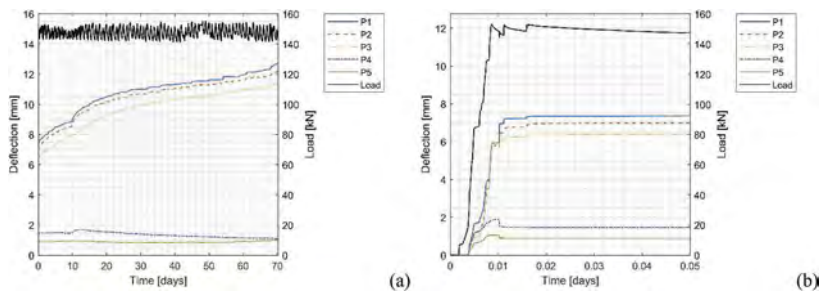 16
14
12
10
8
6
4
2
0
Deflection [mm]
0 10 20 30 40 50 60 70
Time [days]
160
140
120
100
80
60
40
20
0
Load [kN]
P1
P2
P3
P4
P5
Load
(a)
12
10
8
6
4
2
0
Deflection [mm]
0 0.01 0.02 0.03 0.04 0.05
Time [days]
160
140
120
100
80
60
40
20
0
Load [kN]
P1
P2
P3
P4
P5
Load
(b)